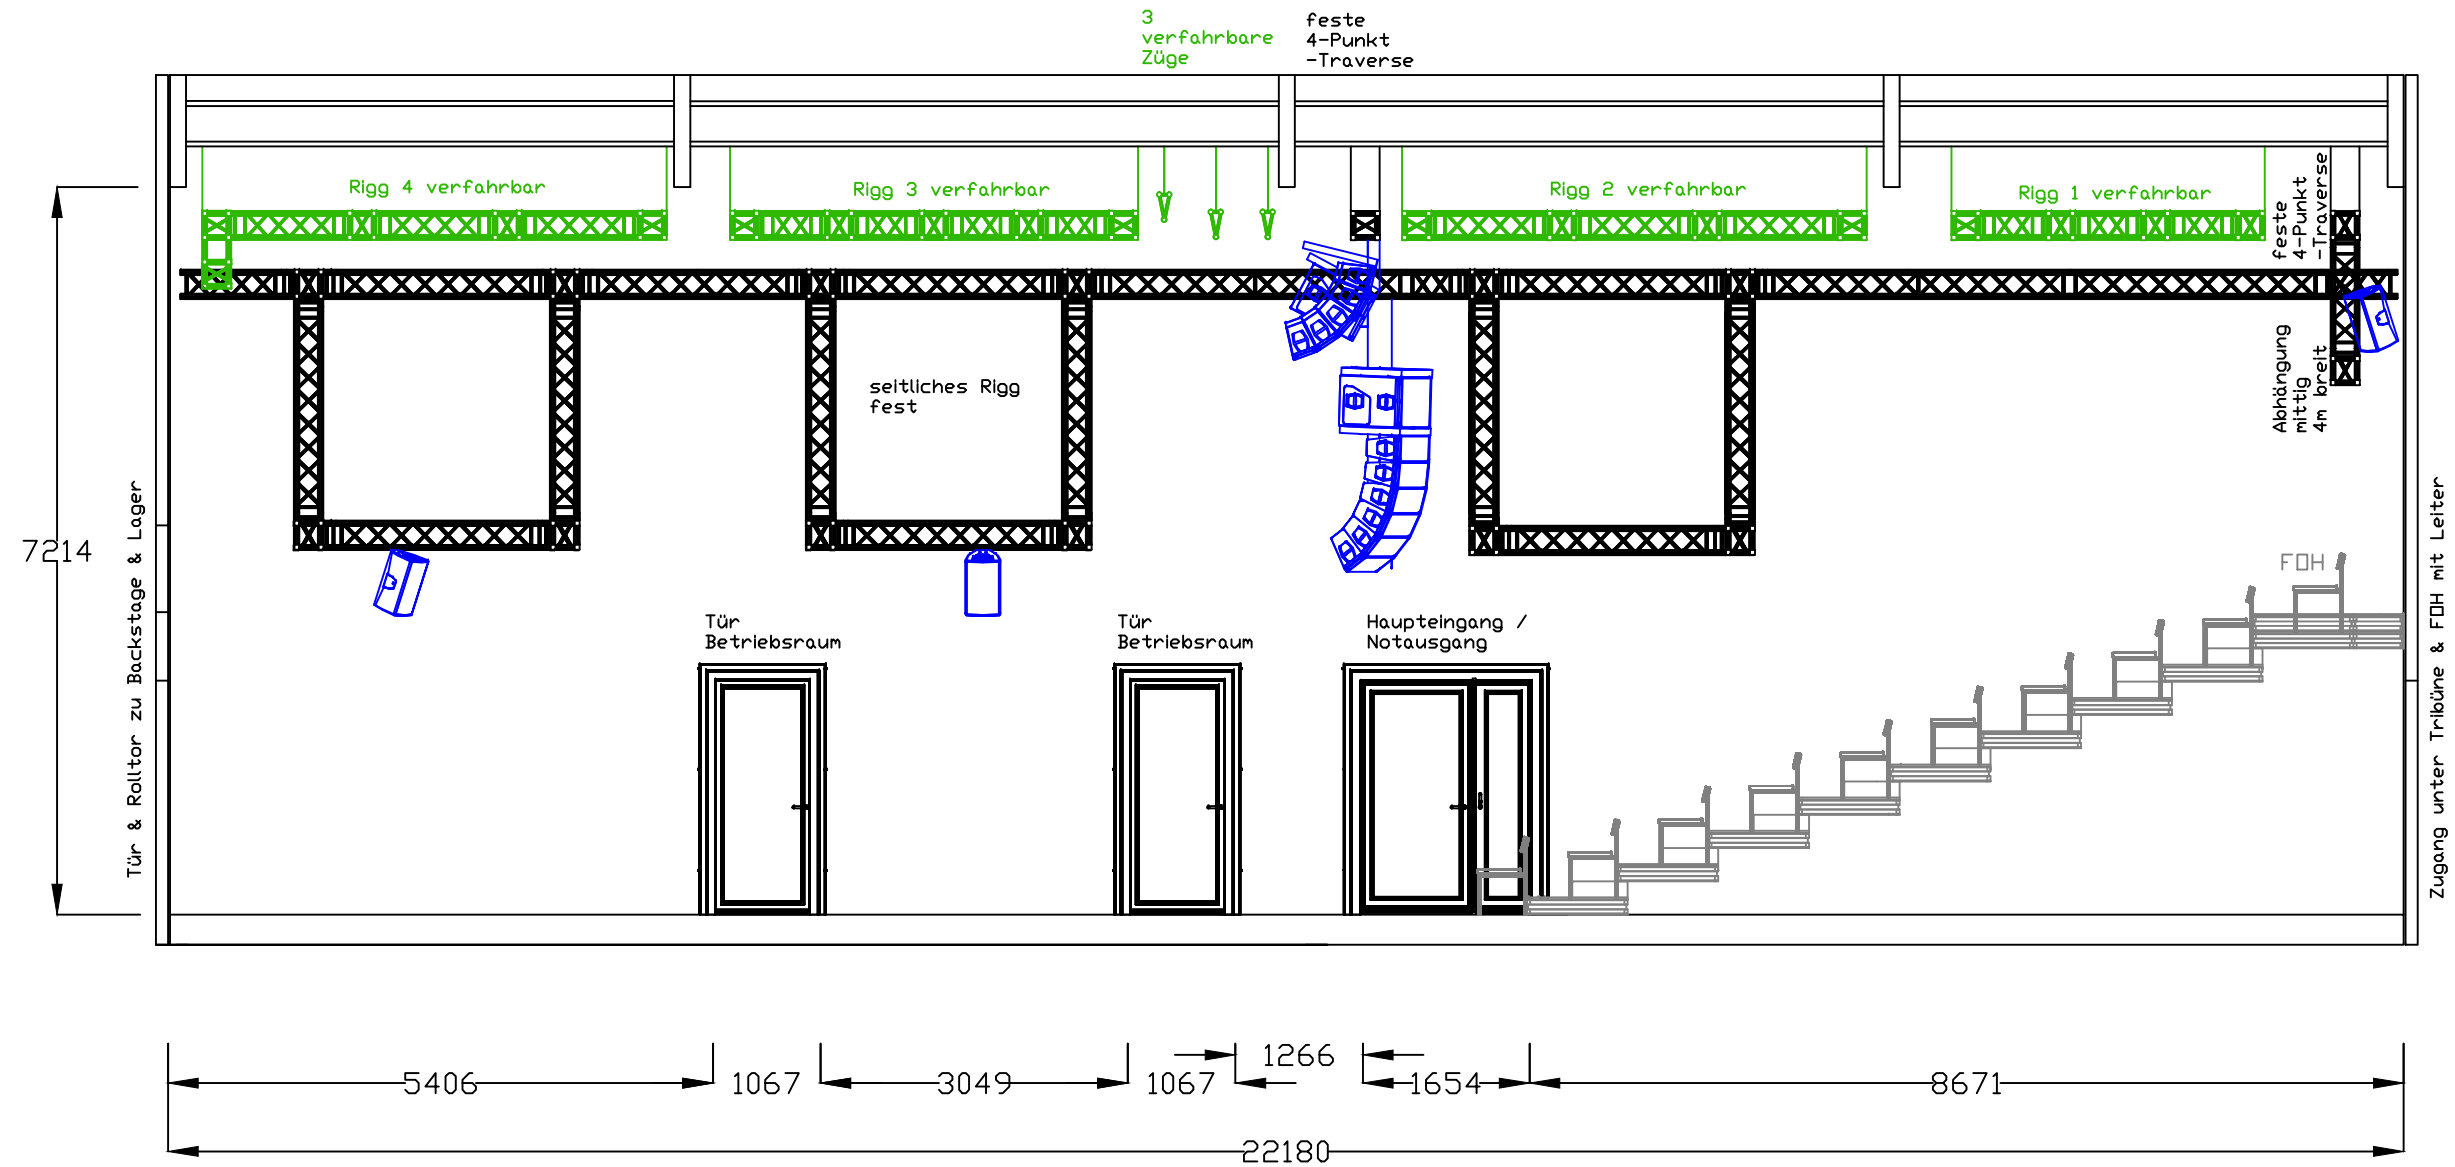 3
verfahrbare
Züge
feste
4-Punkt
-Traverse
Rigg 4 verfahrbar
Rigg 3 verfahrbar
Rigg 2 verfahrbar
Rigg 1 verfahrbar
feste
4-Punkt
-Traverse
seitliches Rigg
fest
Abhängung
mittig
4m breit
7214
Tür & Rolltor zu Backstage & Lager
Zugang unter Tribüne & FOH mit Leiter
FOH
Tür
Betriebsraum
Tür
Betriebsraum
Haupteingang /
Notausgang
1266
5406
1067
3049
1067
1654
8671
22180